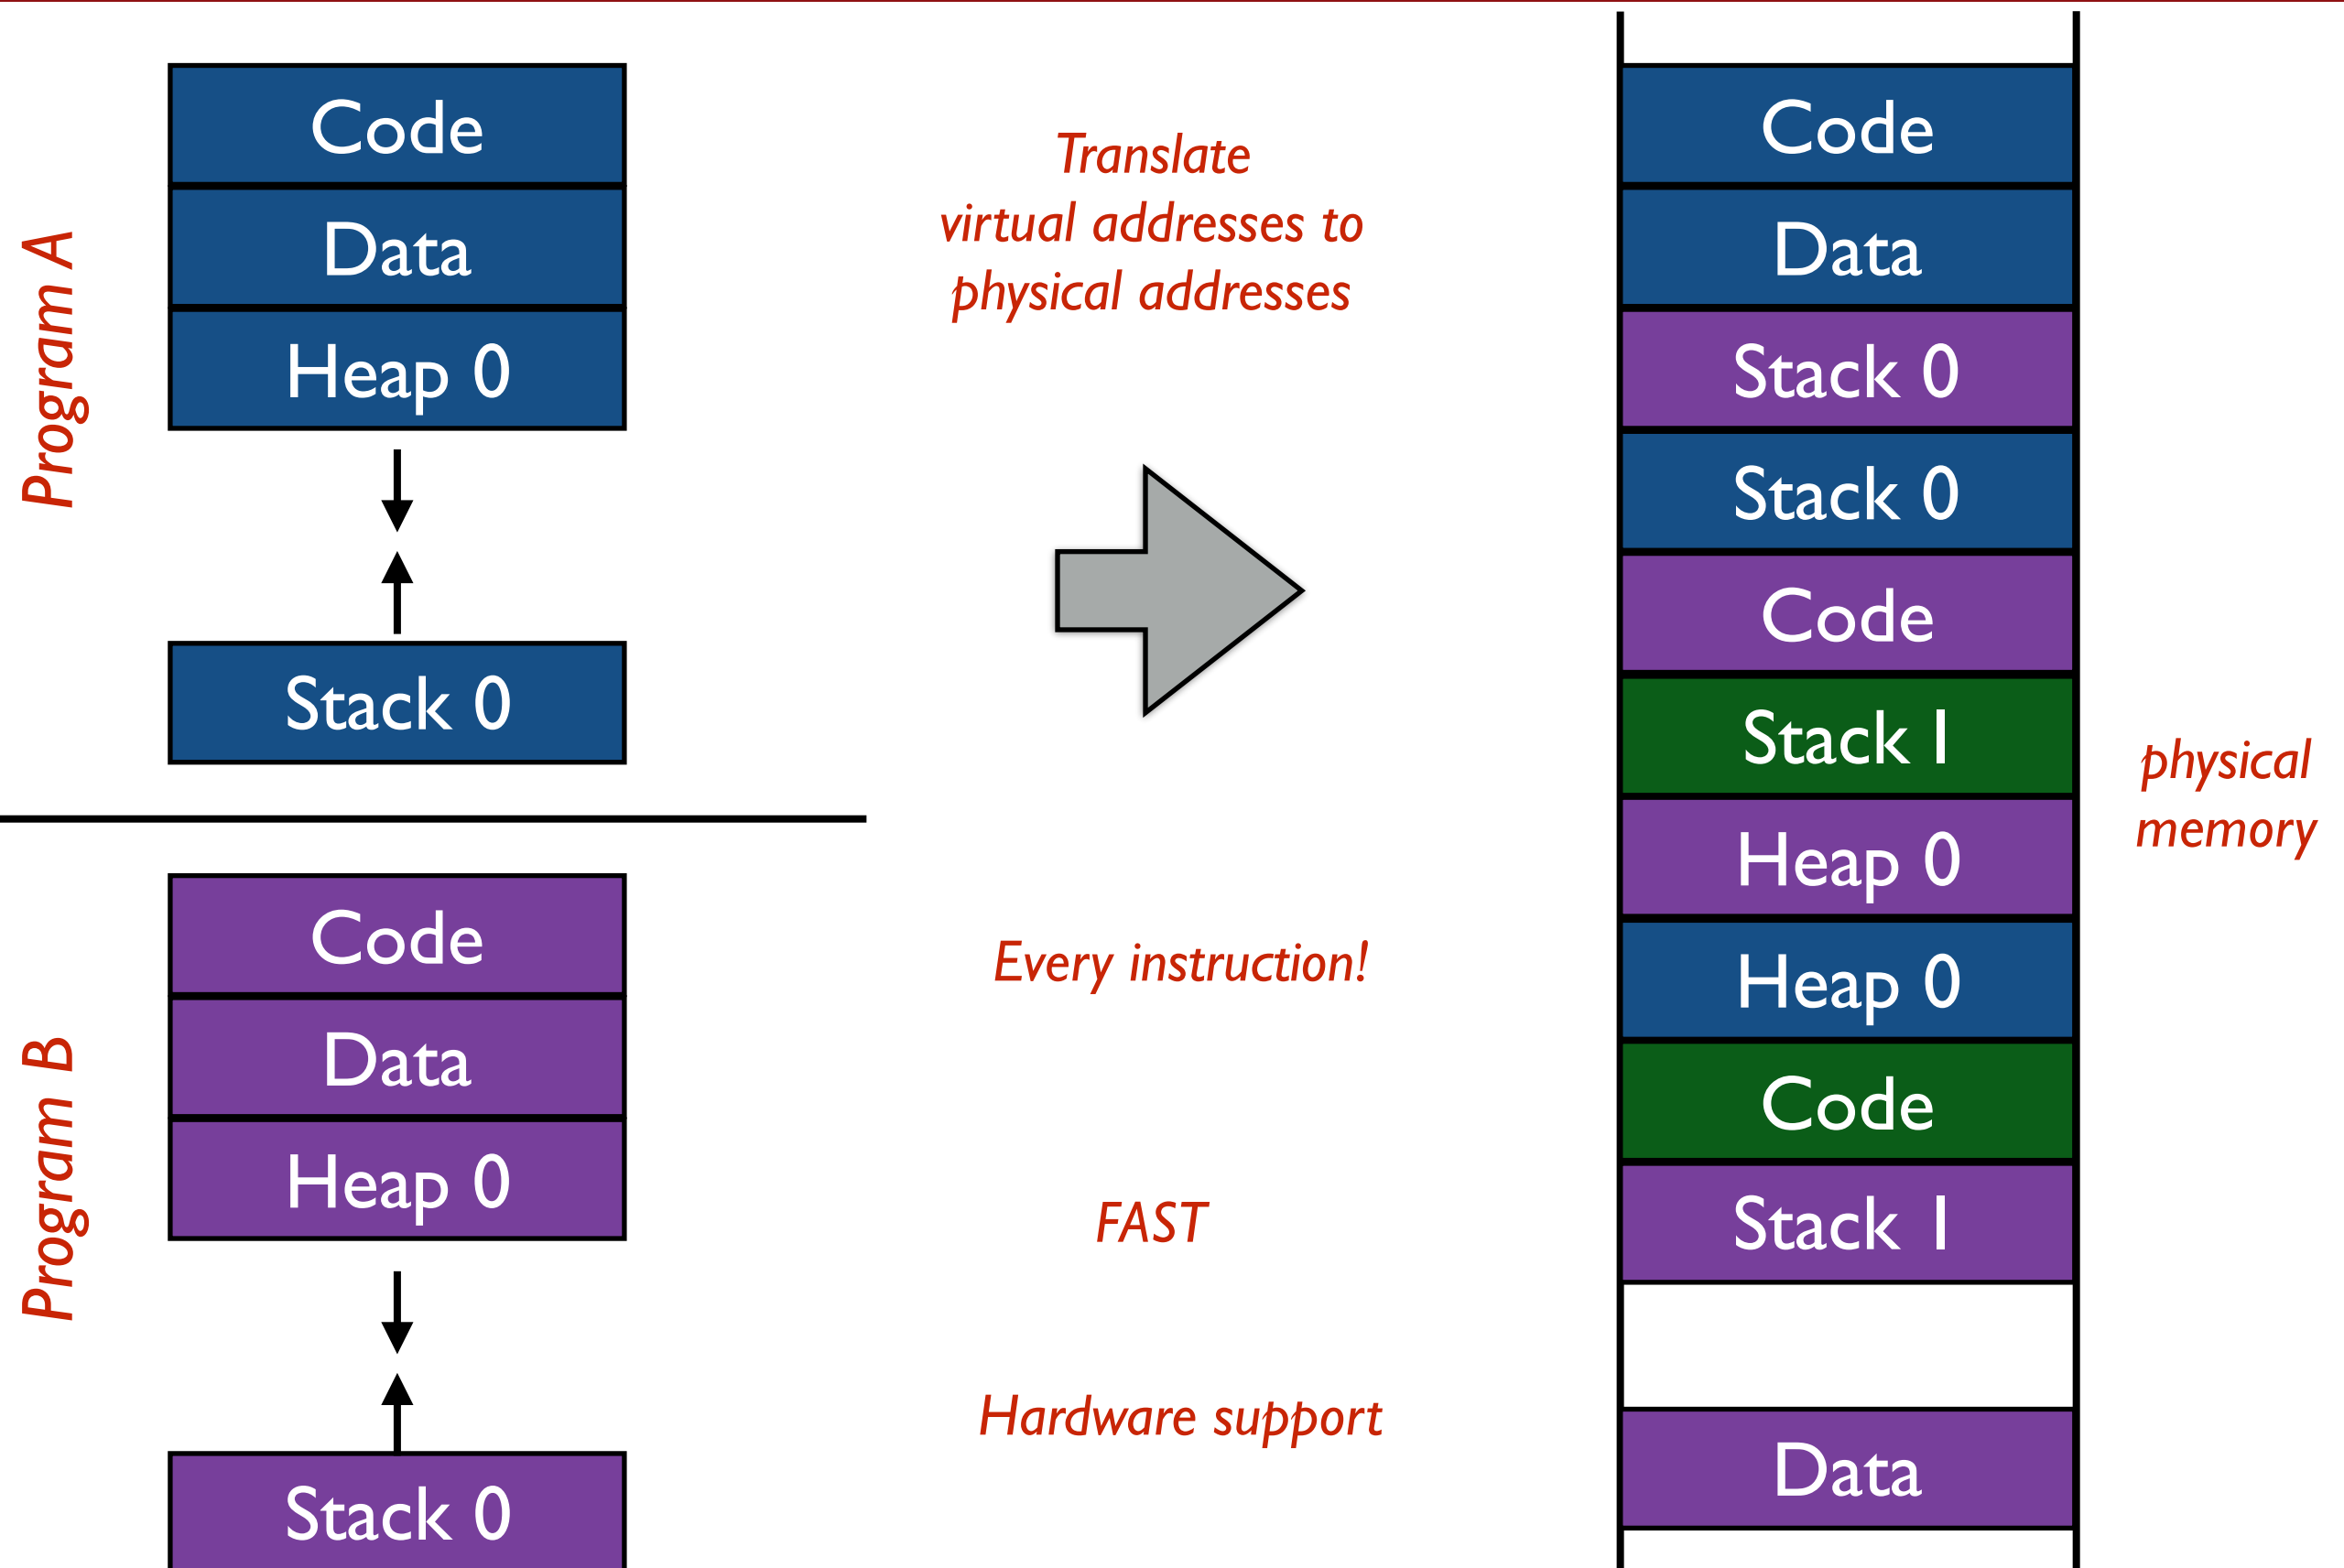 Program A
Code
Data
Heap 0
Stack 0
Program B
Code
Data
Heap 0
Stack 0
Translate
virtual addresses to
physical addresses
Every instruction!
FAST
Hardware support
Code
Data
Stack 0
Stack 0
Code
Stack 1
Heap 0
Heap 0
Code
Stack 1
Data
physical
memory